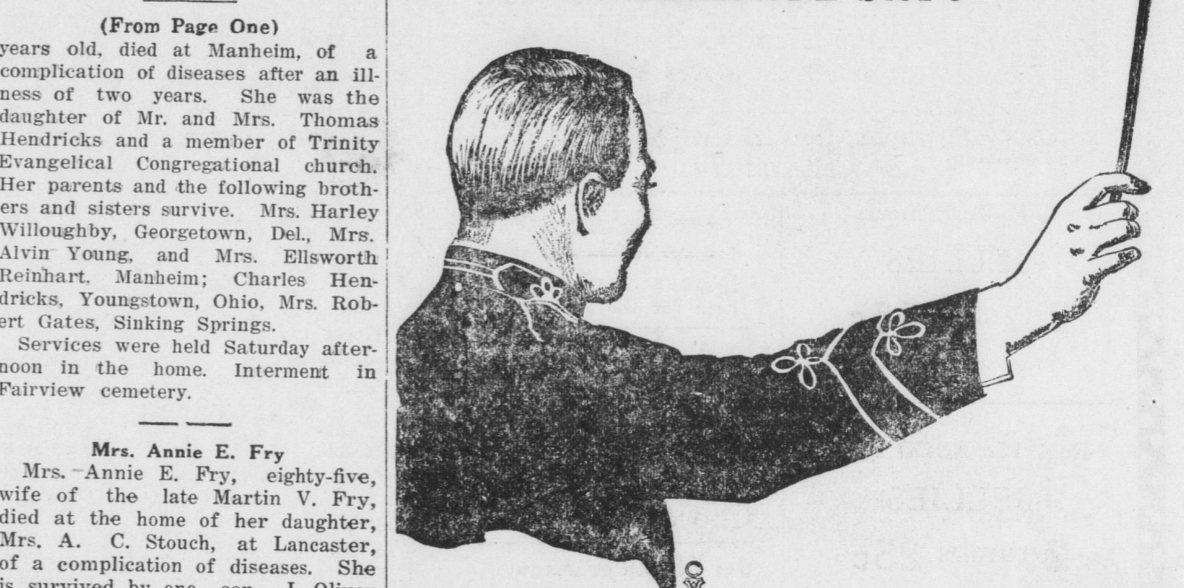 (From Page One)
years old, died at Manheim, of a
complication of diseases after an ill-
ness of two years. She was the
daughter of Mr. and Mrs. Thomas
Hendricks and a member of Trinity
Evangelical Congregational church.
Her parents and the following broth-
ers and sisters survive. Mrs. Harley
Willoughby, Georgetown, Del., Mrs.
Alvin Young, and Mrs. Ellsworth
Reinhart, Manheim; Charles Hen-
dricks, Youngstown, Ohio, Mrs. Rob-
ert Gates, Sinking Springs.
Services were held Saturday after-
noon in the home. Interment in
Fairview cemetery.
Mrs. Annie E. Fry
Mrs. Annie E. Fry, eighty-five,
wife of the late Martin V. Fry,
died at the home of her daughter,
Mrs. A. C. Stouch, at Lancaster,
of a complication of diseases. She
is survived by one son, J. Oliver